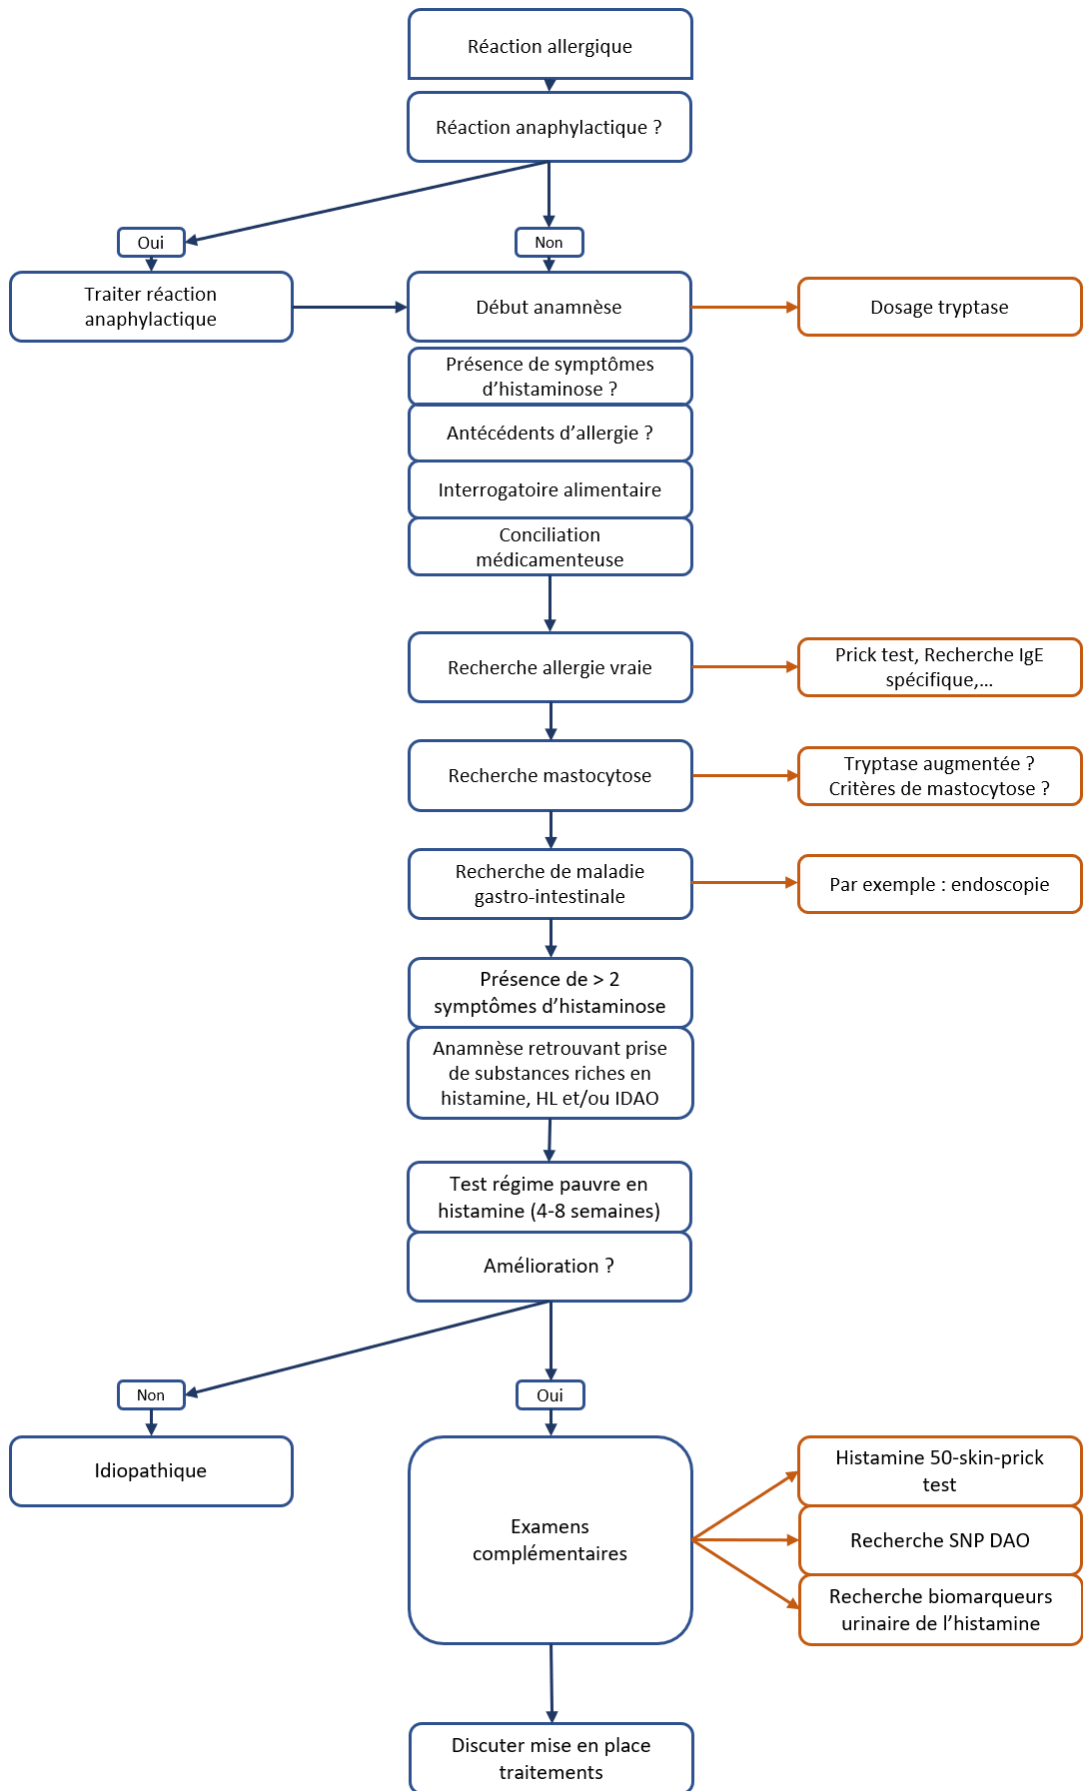 Réaction allergique
Réaction anaphylactique ?
Oui
Non
Traiter réaction
anaphylactique
Début anamnèse
Dosage tryptase
Présence de symptômes
d’histaminose ?
Antécédents d’allergie ?
Interrogatoire alimentaire
Conciliation
médicamenteuse
Recherche allergie vraie
Prick test, Recherche IgE
spécifique,...
Recherche mastocytose
Tryptase augmentée ?
Critères de mastocytose ?
Recherche de maladie
gastro-intestinale
Par exemple : endoscopie
Présence de > 2
symptômes d’histaminose
Anamnèse retrouvant prise
de substances riches en
histamine, HL et/ou IDAO
Test régime pauvre en
histamine (4-8 semaines)
Amélioration ?
Non
Oui
Idiopathique
Examens
complémentaires
Histamine 50-skin-prick
test
Recherche SNP DAO
Recherche biomarqueurs
urinaire de l’histamine
Discuter mise en place
traitements